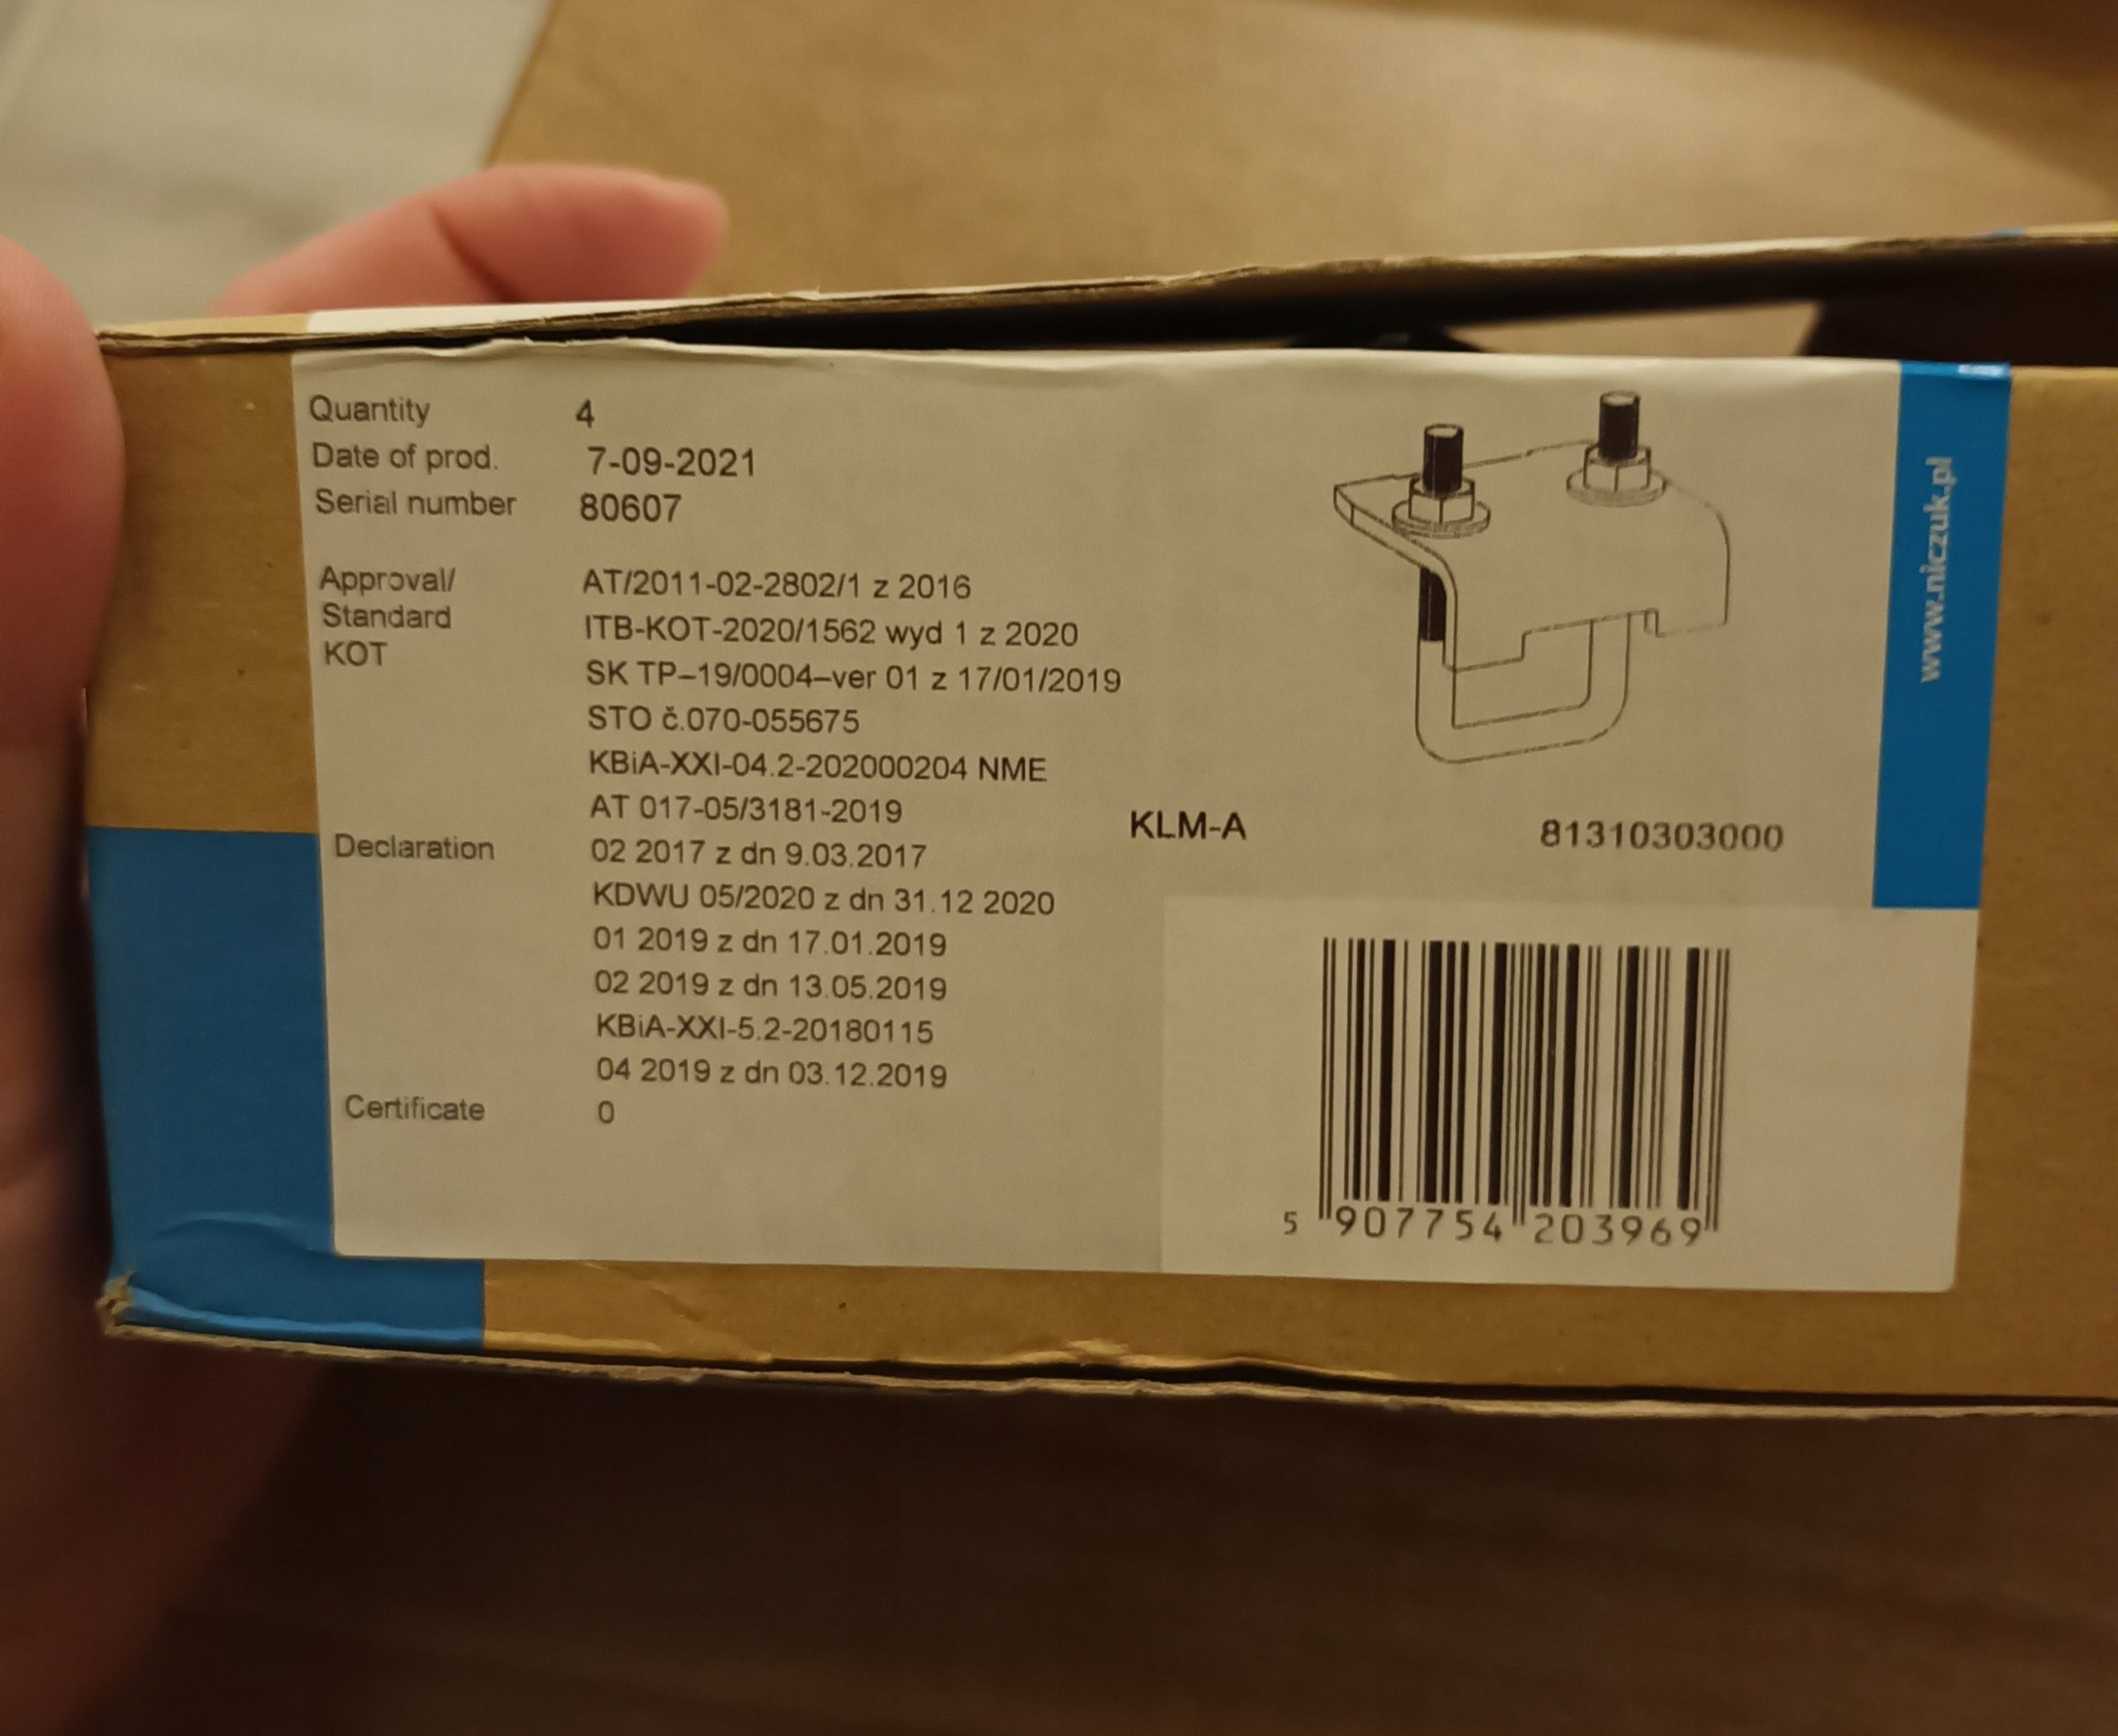 Quantity 4
Date of prod. 7-09-2021
Serial number 80607
Approval/ AT/2011-02-2802/1 z 2016
Standard ITB-KOT-2020/1562 wyd 1 z 2020
KOT SK TP–19/0004–ver 01 z 17/01/2019
STO č.070-055675
KBiA-XXI-04.2-202000204 NME
AT 017-05/3181-2019
Declaration 02 2017 z dn 9.03.2017
KDWU 05/2020 z dn 31.12 2020
01 2019 z dn 17.01.2019
02 2019 z dn 13.05.2019
KBiA-XXI-5.2-20180115
04 2019 z dn 03.12.2019
Certificate 0
KLM-A 81310303000
5 907754 203969
www.niczuk.pl